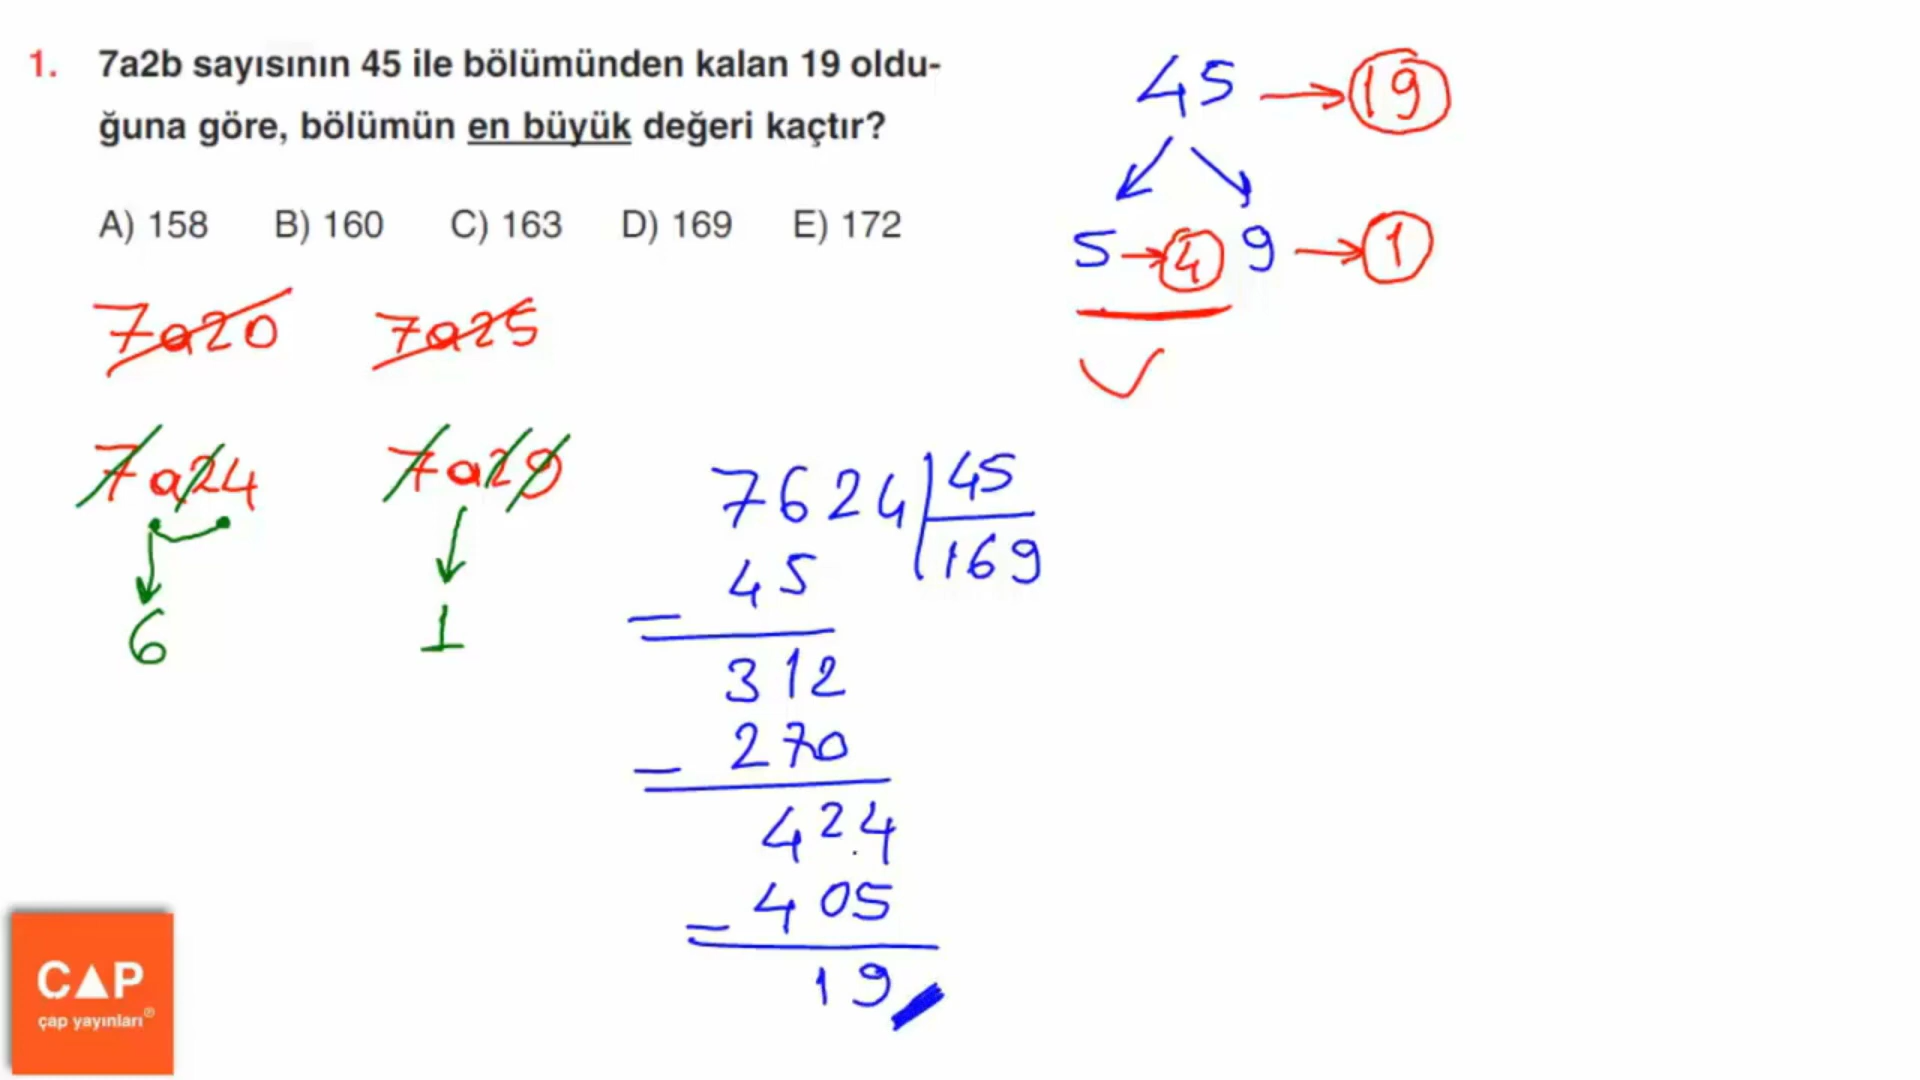 1. 7a2b sayısının 45 ile bölümünden kalan 19 oldu-
ğuna göre, bölümün en büyük değeri kaçtır?
A) 158 B) 160 C) 163 D) 169 E) 172
45 → 19
5 → 4 9 → 1
7a20 7a25
7a24 7a29
6 1
7624 45
169
45
312
270
424
405
19
CAP
çap yayınları®